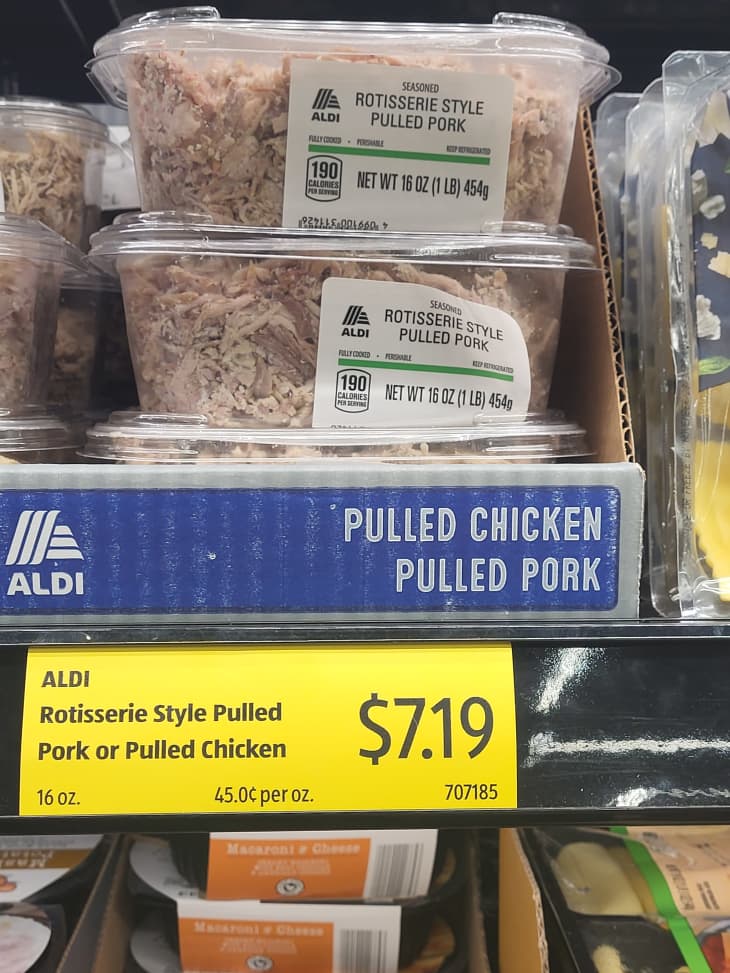 SEASONED
ALDI
ROTISSERIE STYLE
PULLED PORK
FULLY COOKED • PERISHABLE
KEEP REFRIGERATED
190
CALORIES
PER SERVING
NET WT 16 OZ (1 LB) 454g
SEASONED
ALDI
ROTISSERIE STYLE
PULLED PORK
FULLY COOKED • PERISHABLE
KEEP REFRIGERATED
190
CALORIES
PER SERVING
NET WT 16 OZ (1 LB) 454g
ALDI
PULLED CHICKEN
PULLED PORK
ALDI
Rotisserie Style Pulled
Pork or Pulled Chicken
$7.19
16 oz.
45.0¢ per oz.
707185
Macaroni & Cheese
Macaroni & Cheese